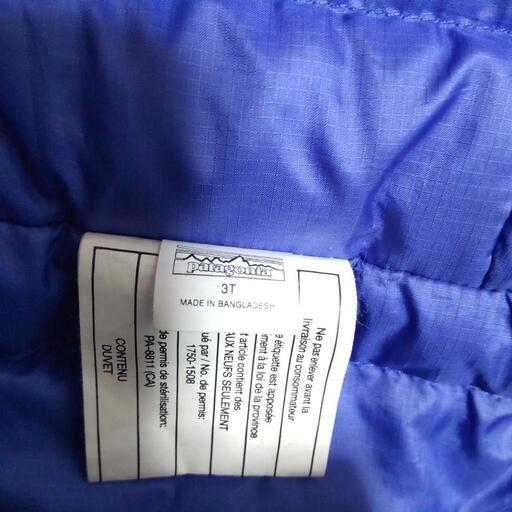 patagonia
3T
MADE IN BANGLADESH
Ne pas enlever avant la
livraison au consommateur
étiquette est apposée
ément à la loi de la province
article contient des
AUX NEUFS SEULEMENT
ué par / No. de permis:
1750-1508
de permis de stérilisation:
PA-8811 (CA)
CONTENU
DUVET